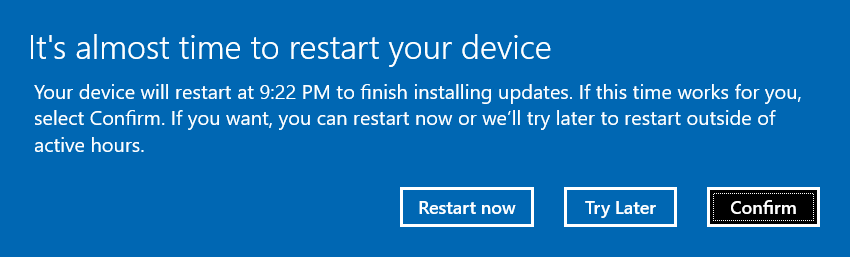 It's almost time to restart your device
Your device will restart at 9:22 PM to finish installing updates. If this time works for you,
select Confirm. If you want, you can restart now or we’ll try later to restart outside of
active hours.
Restart now Try Later Confirm